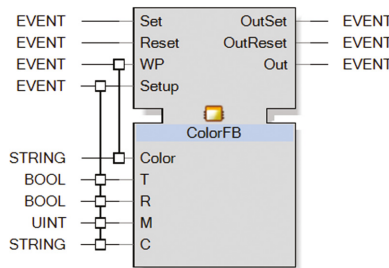 EVENT Set OutSet EVENT
EVENT Reset OutReset EVENT
EVENT WP Out EVENT
EVENT Setup
ColorFB
STRING Color
BOOL T
BOOL R
UINT M
STRING C